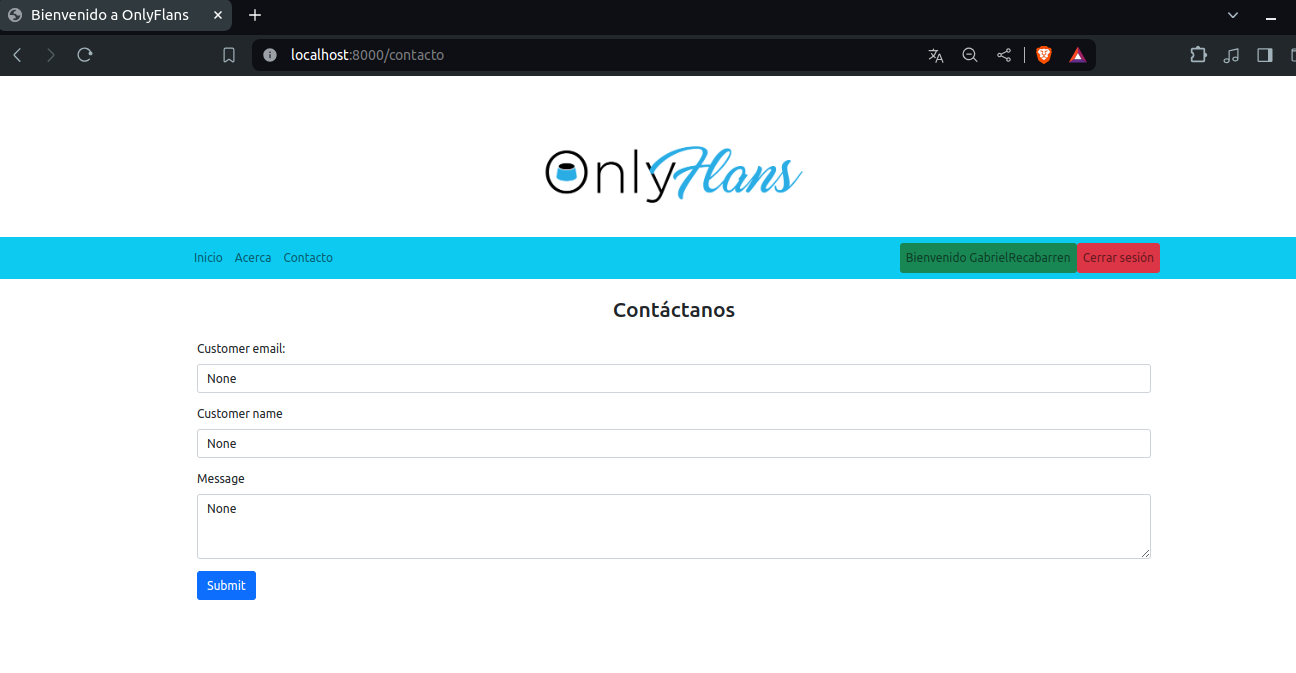 Bienvenido a OnlyFlans
localhost:8000/contacto
OnlyFlans
Inicio Acerca Contacto Bienvenido GabrielRecabarren Cerrar sesión
Contáctanos
Customer email:
None
Customer name
None
Message
None
Submit